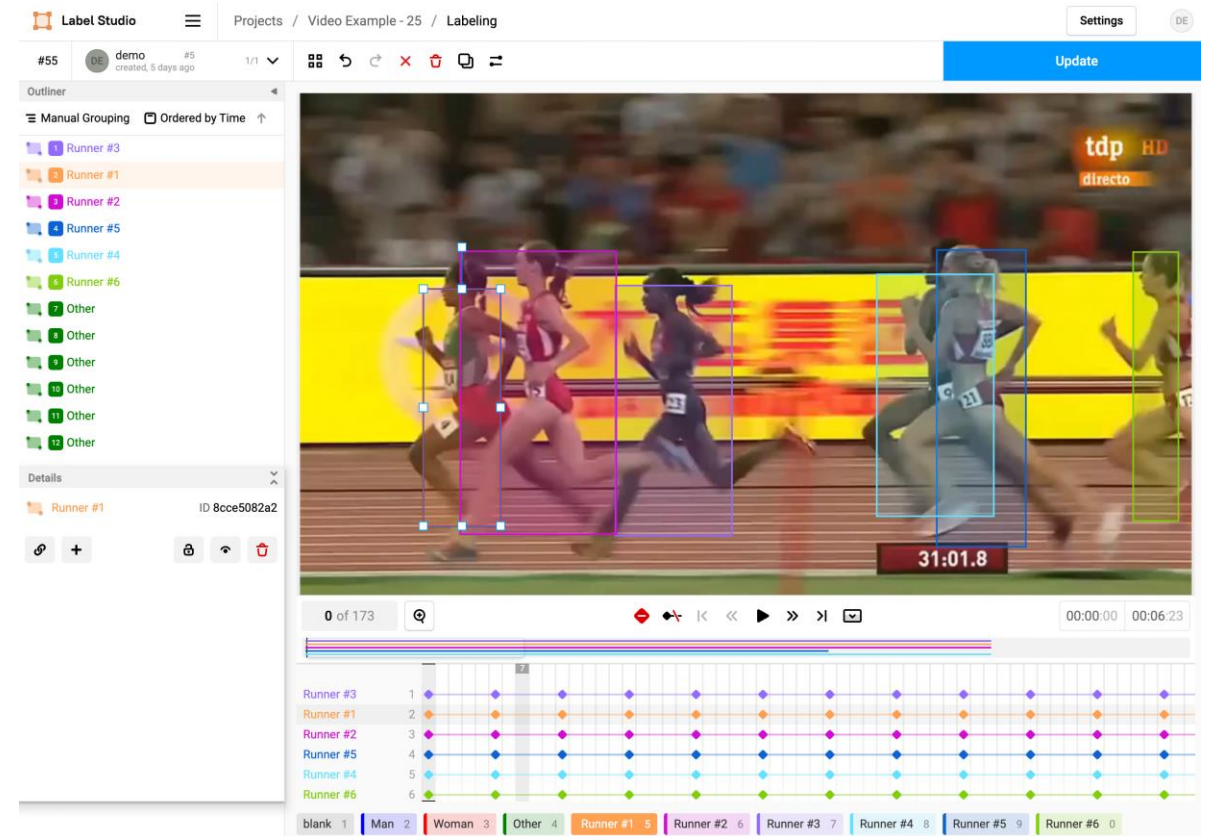 Label Studio
Projects / Video Example - 25 / Labeling
Settings
DE
#55
DE
demo #5
created, 5 days ago
1/1
Update
Outliner
Manual Grouping
Ordered by Time
1 Runner #3
2 Runner #1
3 Runner #2
4 Runner #5
5 Runner #4
6 Runner #6
7 Other
8 Other
9 Other
10 Other
11 Other
12 Other
Details
Runner #1
ID 8cce5082a2
tdp HD
directo
23
9
21
31:01.8
0 of 173
00:00:00
00:06:23
7
Runner #3 1
Runner #1 2
Runner #2 3
Runner #5 4
Runner #4 5
Runner #6 6
blank 1
Man 2
Woman 3
Other 4
Runner #1 5
Runner #2 6
Runner #3 7
Runner #4 8
Runner #5 9
Runner #6 0